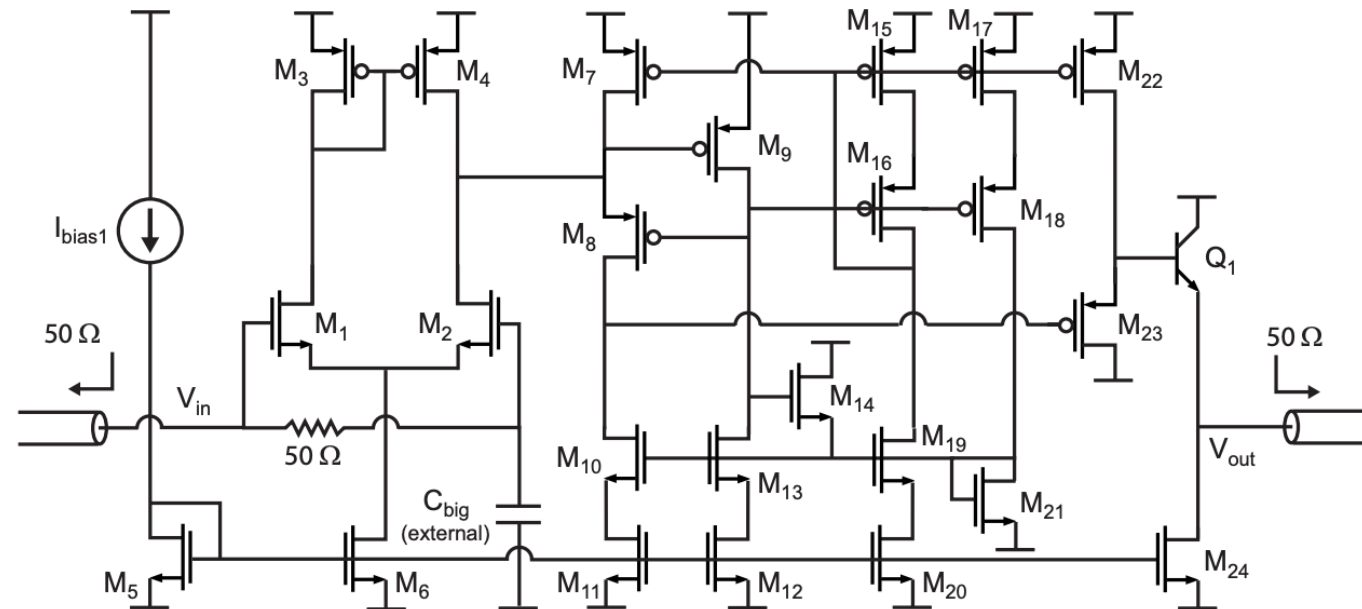 M15
M17
M3
M4
M7
M22
M9
M16
M18
Ibias1
M8
Q1
50 Ω
M1
M2
M23
50 Ω
Vin
M14
50 Ω
M10
M19
Vout
M13
Cbig
(external)
M21
M5
M6
M11
M12
M20
M24